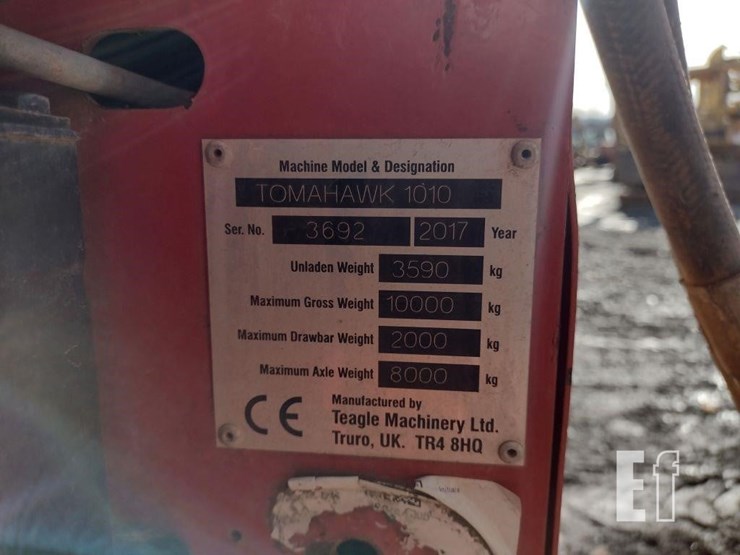 Machine Model & Designation
TOMAHAWK 1010
Ser. No. 3692 2017 Year
Unladen Weight 3590 kg
Maximum Gross Weight 10000 kg
Maximum Drawbar Weight 2000 kg
Maximum Axle Weight 8000 kg
CE
Manufactured by
Teagle Machinery Ltd.
Truro, UK. TR4 8HQ
Ef